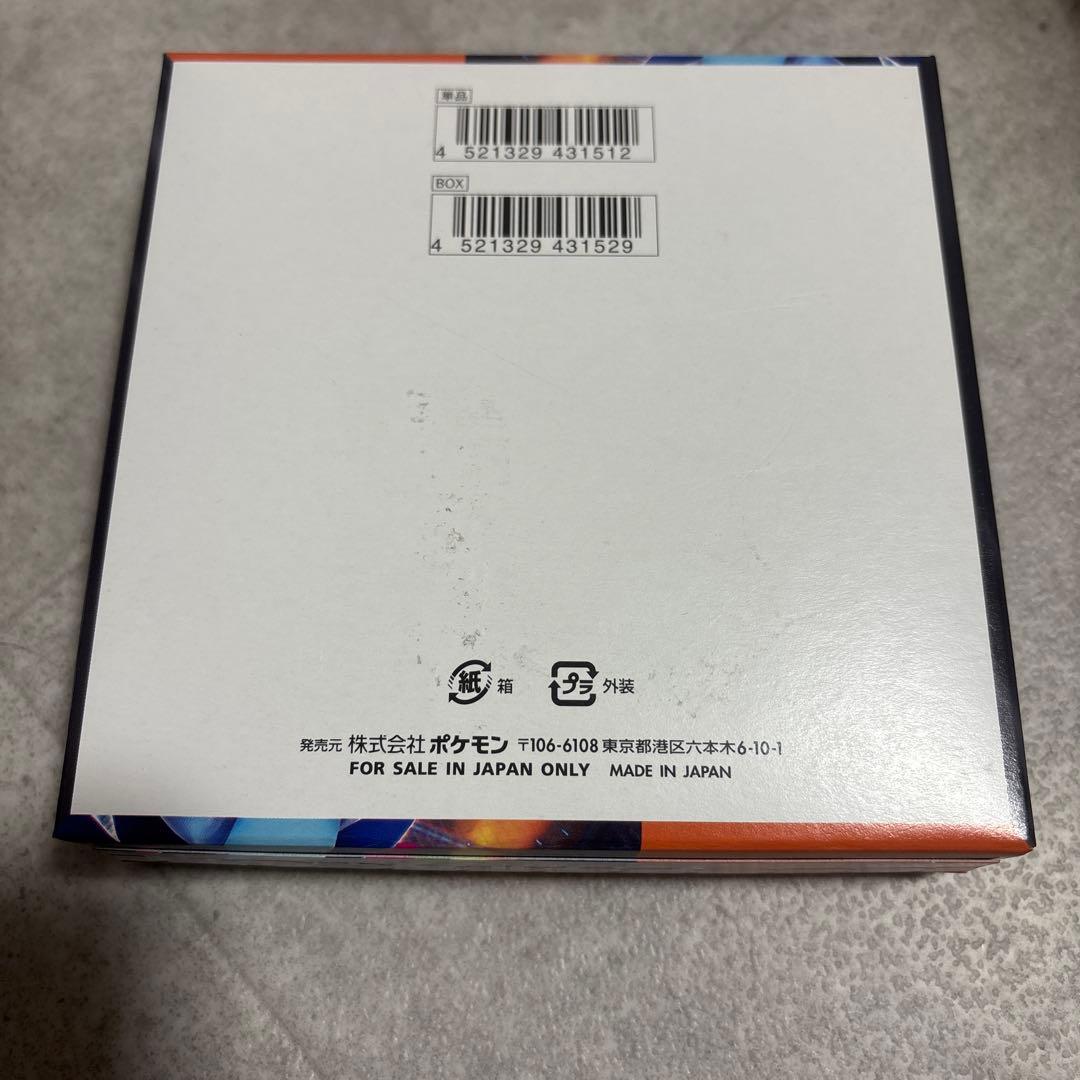 単品
4 521329 431512
BOX
4 521329 431529
紙 箱 プラ 外装
発売元 株式会社 ポケモン 〒106-6108 東京都港区六本木6-10-1
FOR SALE IN JAPAN ONLY MADE IN JAPAN